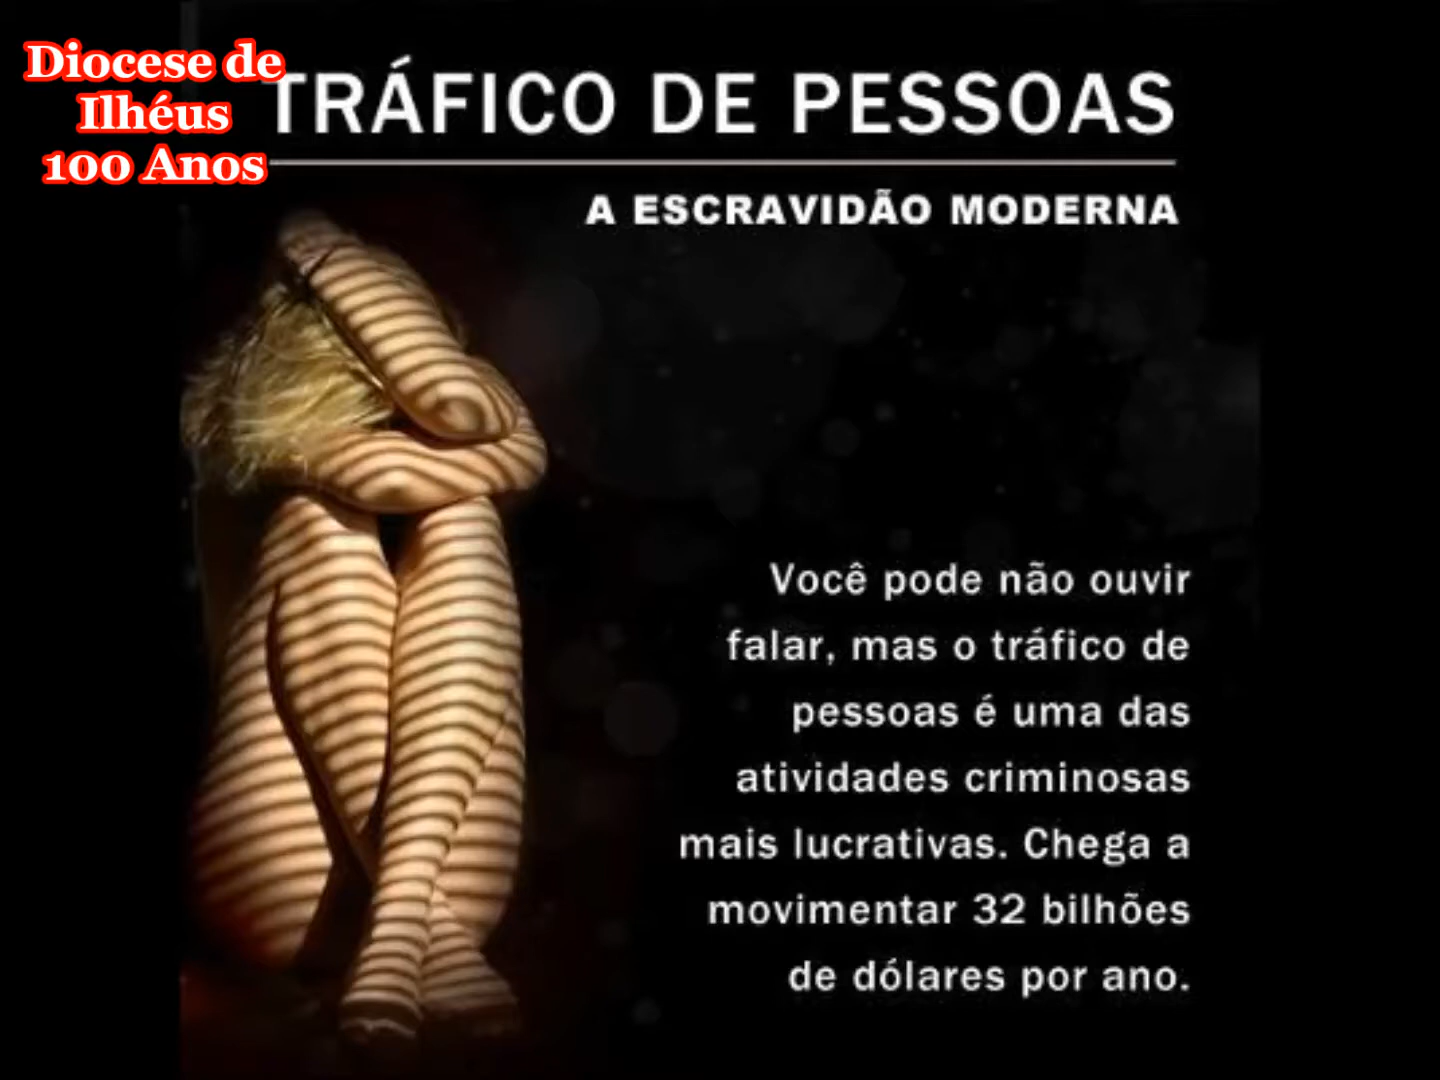 Diocese de
Ilhéus
100 Anos
TRÁFICO DE PESSOAS
A ESCRAVIDÃO MODERNA
Você pode não ouvir
falar, mas o tráfico de
pessoas é uma das
atividades criminosas
mais lucrativas. Chega a
movimentar 32 bilhões
de dólares por ano.